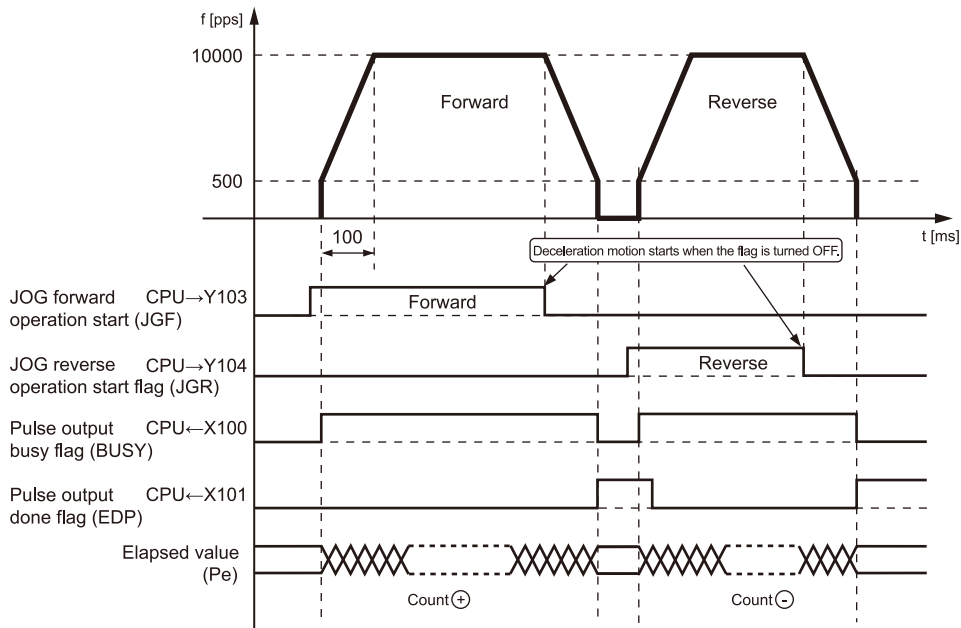 f [pps]
10000
Forward
Reverse
500
t [ms]
100
Deceleration motion starts when the flag is turned OFF.
JOG forward CPU→Y103
operation start (JGF)
Forward
JOG reverse CPU→Y104
operation start flag (JGR)
Reverse
Pulse output CPU←X100
busy flag (BUSY)
Pulse output CPU←X101
done flag (EDP)
Elapsed value
(Pe)
Count⊕
Count⊖